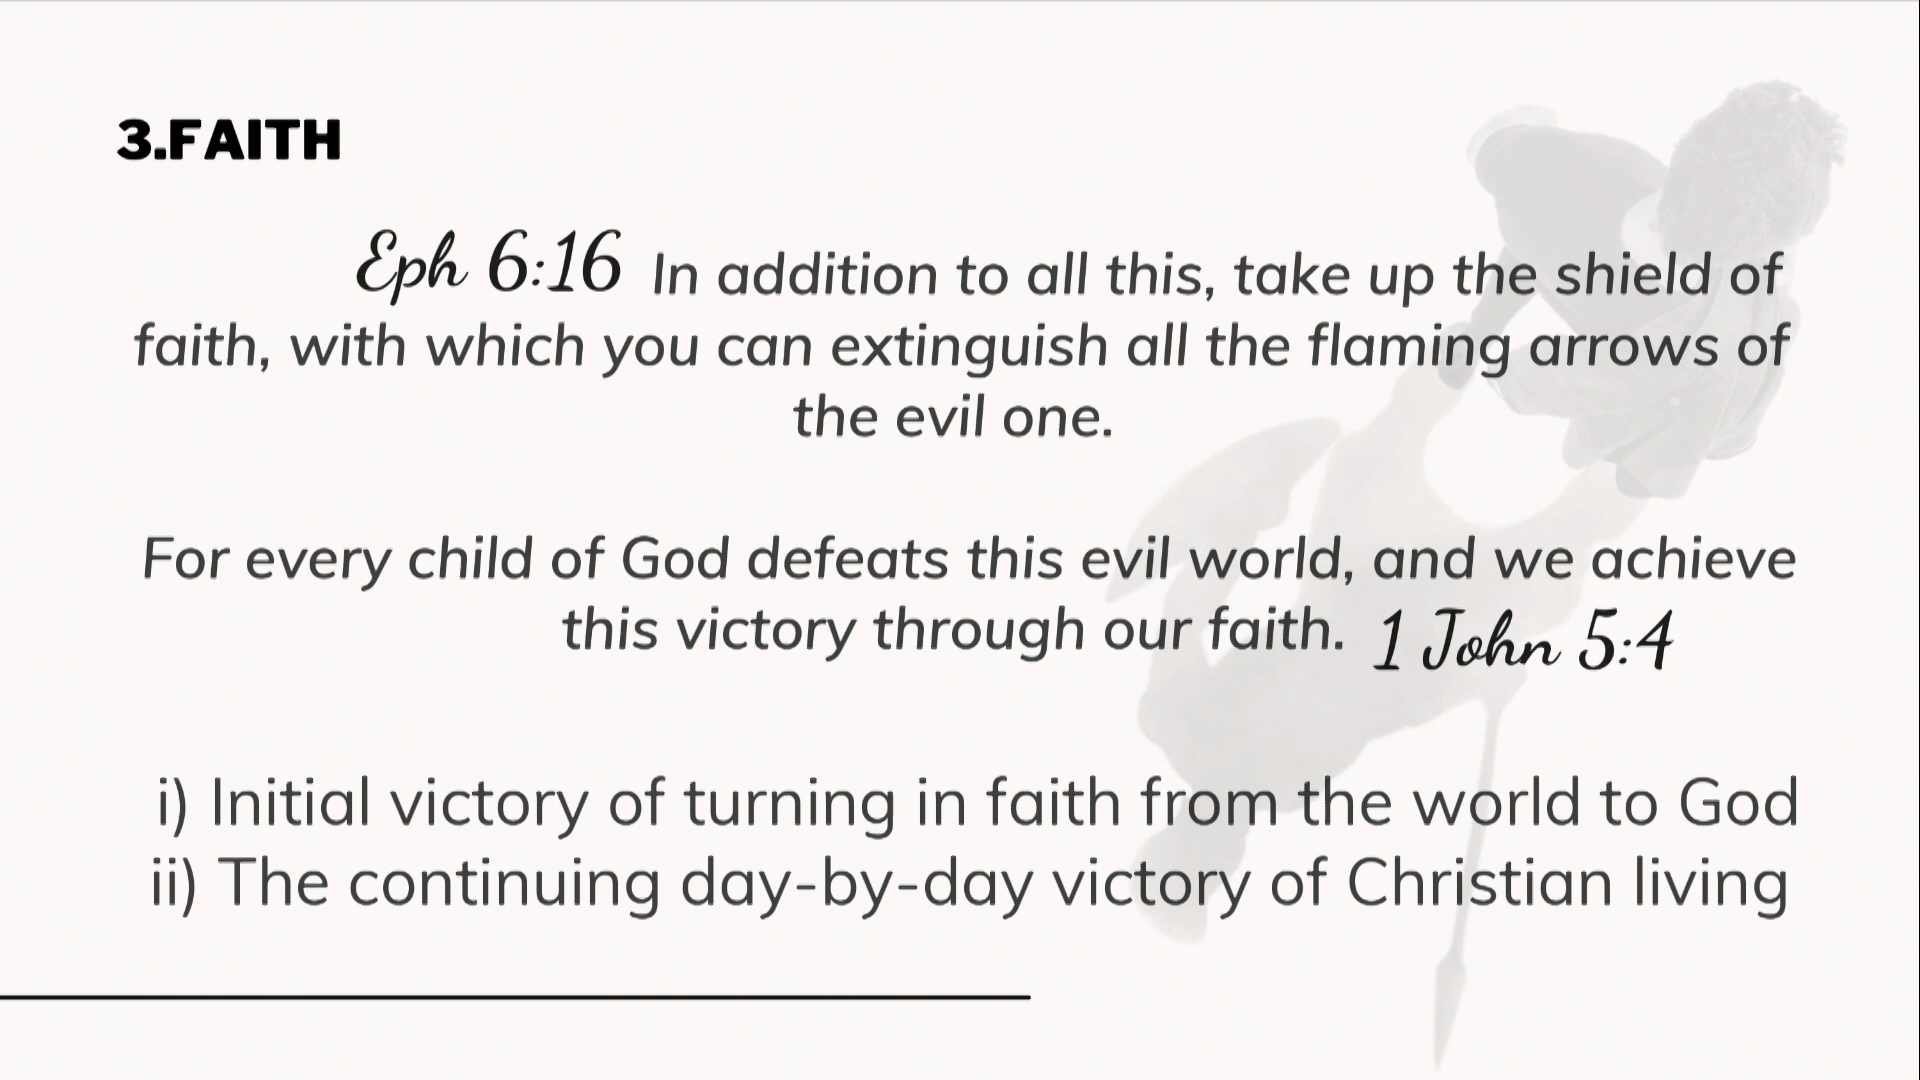 3.FAITH
Eph 6:16 In addition to all this, take up the shield of
faith, with which you can extinguish all the flaming arrows of
the evil one.
For every child of God defeats this evil world, and we achieve
this victory through our faith. 1 John 5:4
i) Initial victory of turning in faith from the world to God
ii) The continuing day-by-day victory of Christian living